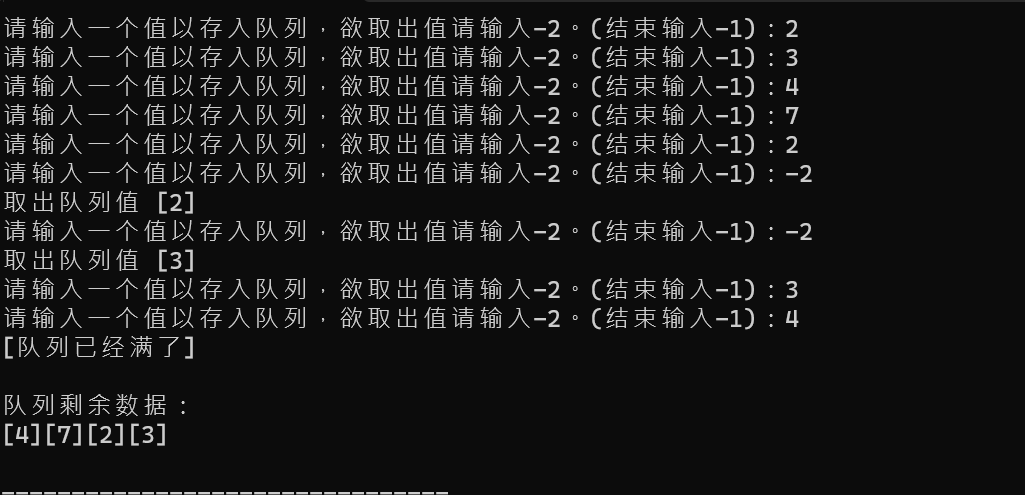 请输入一个值以存入队列，欲取出值请输入-2。(结束输入-1)：2
请输入一个值以存入队列，欲取出值请输入-2。(结束输入-1)：3
请输入一个值以存入队列，欲取出值请输入-2。(结束输入-1)：4
请输入一个值以存入队列，欲取出值请输入-2。(结束输入-1)：7
请输入一个值以存入队列，欲取出值请输入-2。(结束输入-1)：2
请输入一个值以存入队列，欲取出值请输入-2。(结束输入-1)：-2
取出队列值 [2]
请输入一个值以存入队列，欲取出值请输入-2。(结束输入-1)：-2
取出队列值 [3]
请输入一个值以存入队列，欲取出值请输入-2。(结束输入-1)：3
请输入一个值以存入队列，欲取出值请输入-2。(结束输入-1)：4
[队列已经满了]
队列剩余数据：
[4][7][2][3]
--------------------------------